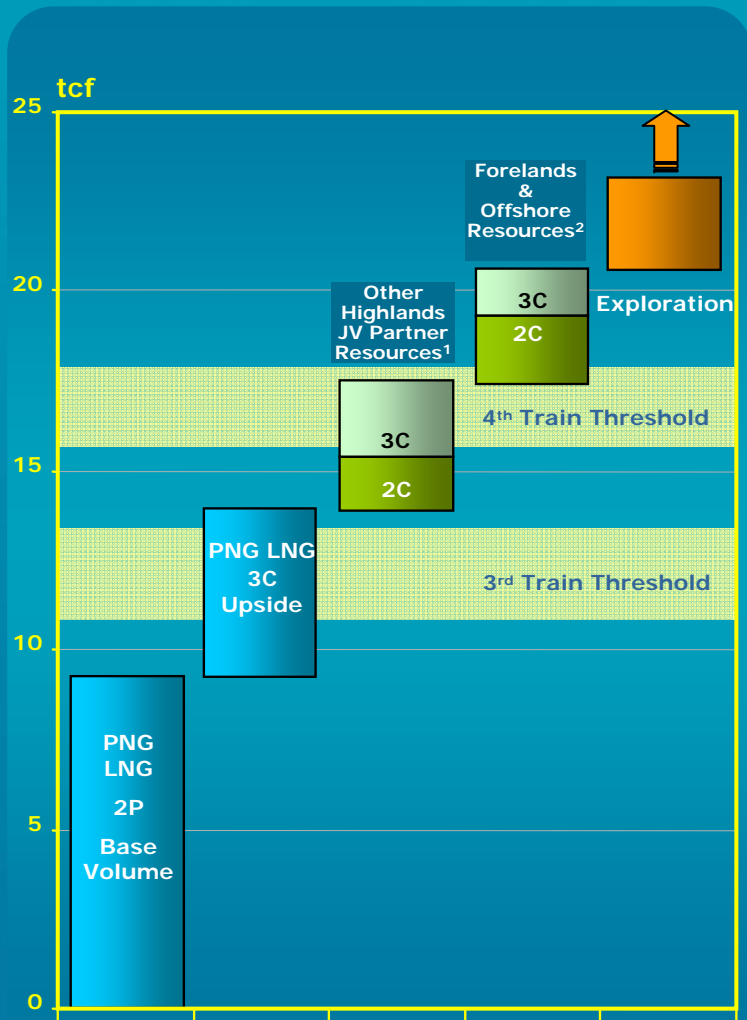 tcf
25
Forelands
&
Offshore
Resources²
3C
2C
Exploration
20
Other
Highlands
JV Partner
Resources¹
3C
2C
4th Train Threshold
15
PNG LNG
3C
Upside
3rd Train Threshold
10
PNG
LNG
2P
Base
Volume
5
0